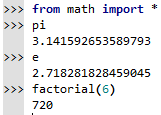 >>> from math import *
>>> pi
3.141592653589793
>>> e
2.718281828459045
>>> factorial(6)
720
>>>